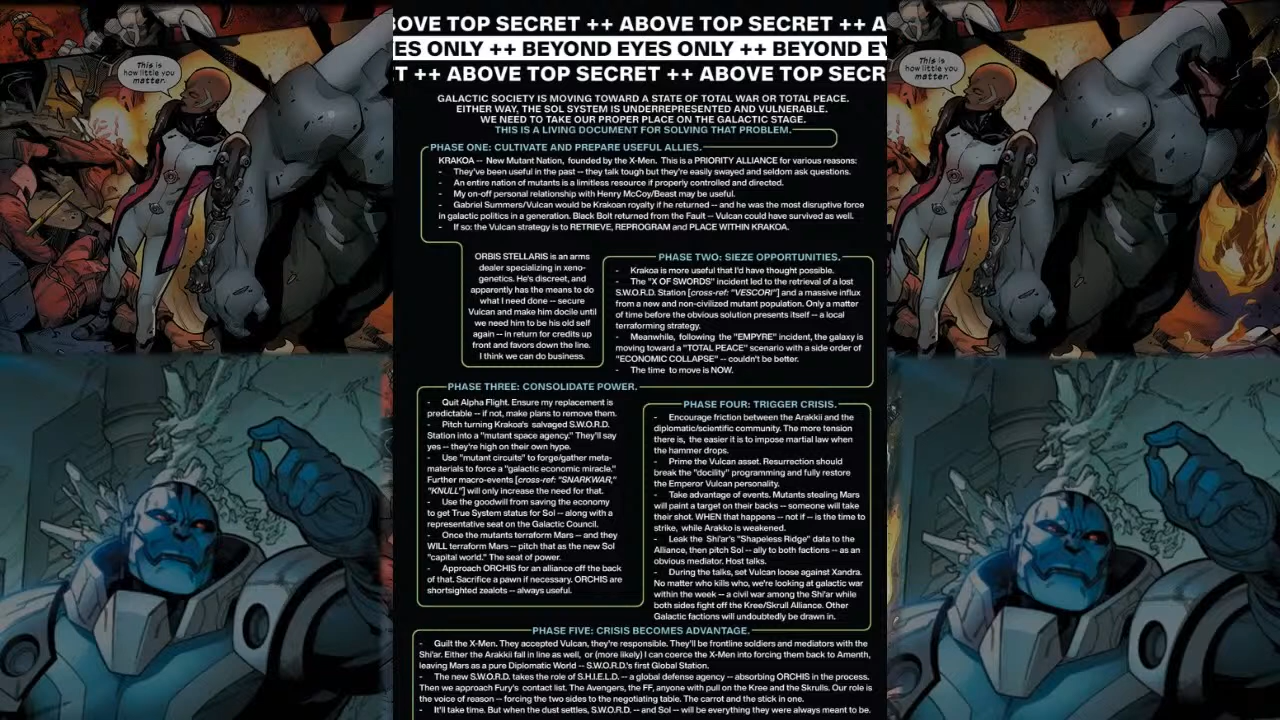 This is how little you matter.
OVE TOP SECRET ++ ABOVE TOP SECRET ++ A
ES ONLY ++ BEYOND EYES ONLY ++ BEYOND EY
T ++ ABOVE TOP SECRET ++ ABOVE TOP SECR
GALACTIC SOCIETY IS MOVING TOWARD A STATE OF TOTAL WAR OR TOTAL PEACE.
EITHER WAY, THE SOL SYSTEM IS UNDERREPRESENTED AND VULNERABLE.
WE NEED TO TAKE OUR PROPER PLACE ON THE GALACTIC STAGE.
THIS IS A LIVING DOCUMENT FOR SOLVING THAT PROBLEM.
PHASE ONE: CULTIVATE AND PREPARE USEFUL ALLIES.
KRAKOA -- New Mutant Nation, founded by the X-Men. This is a PRIORITY ALLIANCE for various reasons:
- They've been useful in the past -- they talk tough but they're easily swayed and seldom ask questions.
- An entire nation of mutants is a limitless resource if properly controlled and directed.
- My on-off personal relationship with Henry McCoy/Beast may be useful.
- Gabriel Summers/Vulcan would be Krakoan royalty if he returned -- and he was the most disruptive force
in galactic politics in a generation. Black Bolt returned from the Fault -- Vulcan could have survived as well.
- If so: the Vulcan strategy is to RETRIEVE, REPROGRAM and PLACE WITHIN KRAKOA.
ORBIS STELLARIS is an arms
dealer specializing in xeno-
genetics. He's discreet, and
apparently has the means to do
what I need done -- secure
Vulcan and make him docile until
we need him to be his old self
again -- in return for credits up
front and favors down the line.
I think we can do business.
PHASE TWO: SIEZE OPPORTUNITIES.
- Krakoa is more useful that I'd have thought possible.
- The "X OF SWORDS" incident led to the retrieval of a lost
S.W.O.R.D. Station [cross-ref: "VESCORI"] and a massive influx
from a new and non-civilized mutant population. Only a matter
of time before the obvious solution presents itself -- a local
terraforming strategy.
- Meanwhile, following the "EMPYRE" incident, the galaxy is
moving toward a "TOTAL PEACE" scenario with a side order of
"ECONOMIC COLLAPSE" -- couldn't be better.
- The time to move is NOW.
PHASE THREE: CONSOLIDATE POWER.
- Quit Alpha Flight. Ensure my replacement is
predictable -- if not, make plans to remove them.
- Pitch turning Krakoa's salvaged S.W.O.R.D.
Station into a "mutant space agency." They'll say
yes -- they're high on their own hype.
- Use "mutant circuits" to forge/gather meta-
materials to force a "galactic economic miracle."
Further macro-events [cross-ref: "SNARKWAR,"
"KNULL"] will only increase the need for that.
- Use the goodwill from saving the economy
to get True System status for Sol -- along with a
representative seat on the Galactic Council.
- Once the mutants terraform Mars -- and they
WILL terraform Mars -- pitch that as the new Sol
"capital world." The seat of power.
- Approach ORCHIS for an alliance off the back
of that. Sacrifice a pawn if necessary. ORCHIS are
shortsighted zealots -- always useful.
PHASE FOUR: TRIGGER CRISIS.
- Encourage friction between the Arakkii and the
diplomatic/scientific community. The more tension
there is, the easier it is to impose martial law when
the hammer drops.
- Prime the Vulcan asset. Resurrection should
break the "docility" programming and fully restore
the Emperor Vulcan personality.
- Take advantage of events. Mutants stealing Mars
will paint a target on their backs -- someone will take
their shot. WHEN that happens -- not if -- is the time to
strike, while Arakko is weakened.
- Leak the Shi'ar's "Shapeless Ridge" data to the
Alliance, then pitch Sol -- ally to both factions -- as an
obvious mediator. Host talks.
- During the talks, set Vulcan loose against Xandra.
No matter who kills who, we're looking at galactic war
within the week -- a civil war among the Shi'ar while
both sides fight off the Kree/Skrull Alliance. Other
Galactic factions will undoubtedly be drawn in.
PHASE FIVE: CRISIS BECOMES ADVANTAGE.
- Guilt the X-Men. They accepted Vulcan, they're responsible. They'll be frontline soldiers and mediators with the
Shi'ar. Either the Arakkii fall in line as well, or (more likely) I can coerce the X-Men into forcing them back to Amenth,
leaving Mars as a pure Diplomatic World -- S.W.O.R.D.'s first Global Station.
- The new S.W.O.R.D. takes the role of S.H.I.E.L.D. -- a global defense agency -- absorbing ORCHIS in the process.
Then we approach Fury's contact list. The Avengers, the FF, anyone with pull on the Kree and the Skrulls. Our role is
the voice of reason -- forcing the two sides to the negotiating table. The carrot and the stick in one.
- It'll take time. But when the dust settles, S.W.O.R.D. -- and Sol -- will be everything they were always meant to be.
This is how little you matter.